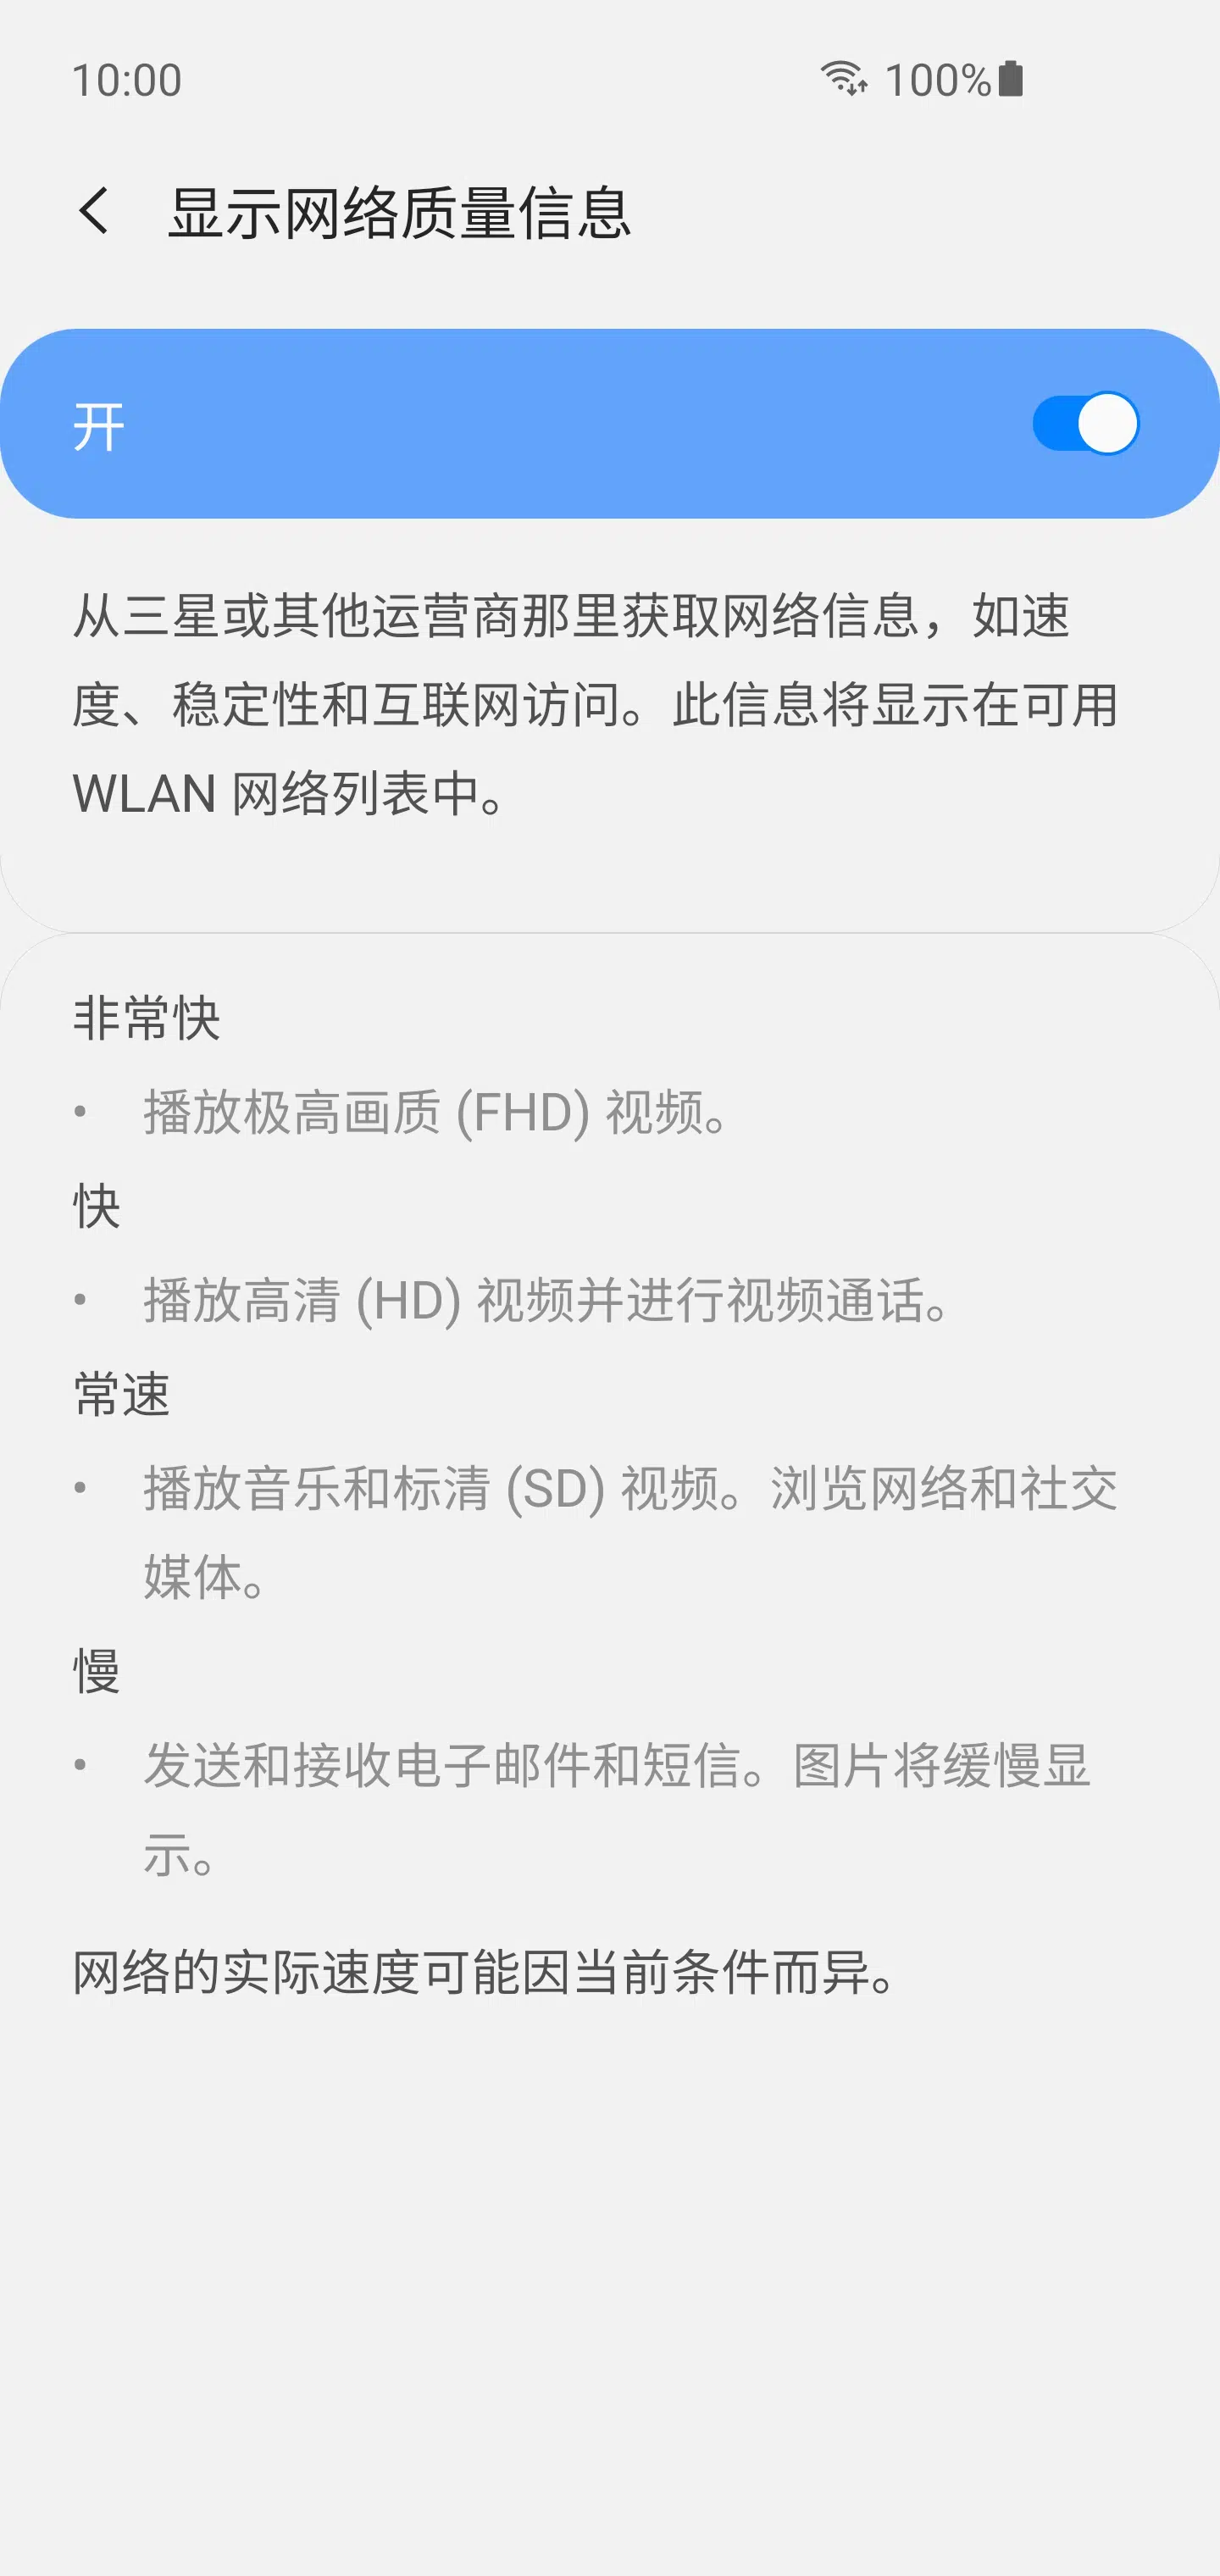 10:00
100%
显示网络质量信息
开
从三星或其他运营商那里获取网络信息，如速
度、稳定性和互联网访问。此信息将显示在可用
WLAN 网络列表中。
非常快
• 播放极高画质 (FHD) 视频。
快
• 播放高清 (HD) 视频并进行视频通话。
常速
• 播放音乐和标清 (SD) 视频。浏览网络和社交
媒体。
慢
• 发送和接收电子邮件和短信。图片将缓慢显
示。
网络的实际速度可能因当前条件而异。